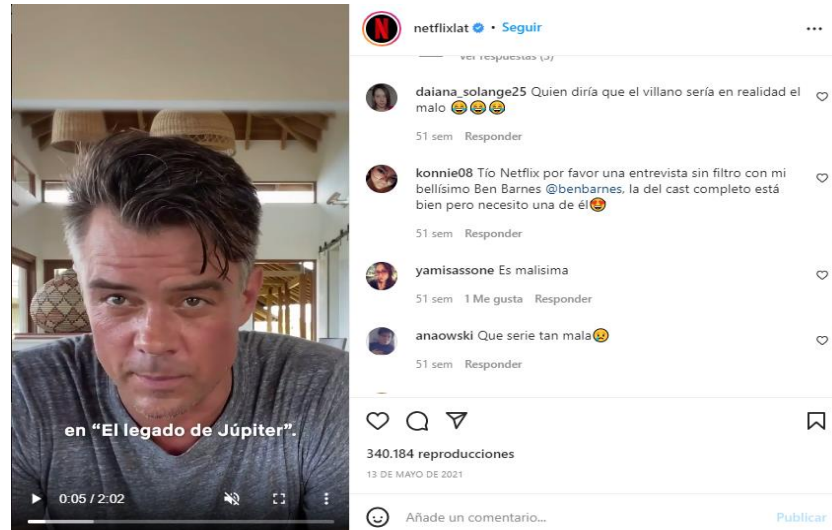 netflixlat • Seguir
Ver respuestas (5)
daiana_solange25 Quien diría que el villano sería en realidad el
malo 😂😂😂
51 sem Responder
konnie08 Tío Netflix por favor una entrevista sin filtro con mi
bellísimo Ben Barnes @benbarnes, la del cast completo está
bien pero necesito una de él🤩
51 sem Responder
yamisassone Es malisima
51 sem 1 Me gusta Responder
anaowski Que serie tan mala😢
51 sem Responder
340.184 reproducciones
13 DE MAYO DE 2021
Añade un comentario... Publicar
en “El legado de Júpiter”.
0:05 / 2:02